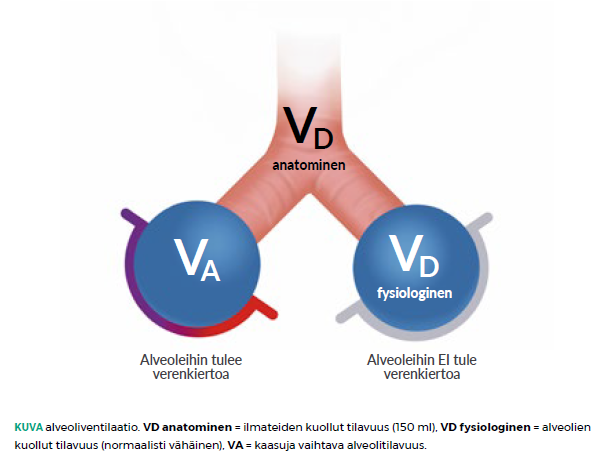 VD
anatominen
VA
VD
fysiologinen
Alveoleihin tulee
verenkiertoa
Alveoleihin EI tule
verenkiertoa
KUVA alveoliventilaatio. VD anatominen = ilmateiden kuollut tilavuus (150 ml), VD fysiologinen = alveolien
kuollut tilavuus (normaalisti vähäinen), VA = kaasuja vaihtava alveolitilavuus.